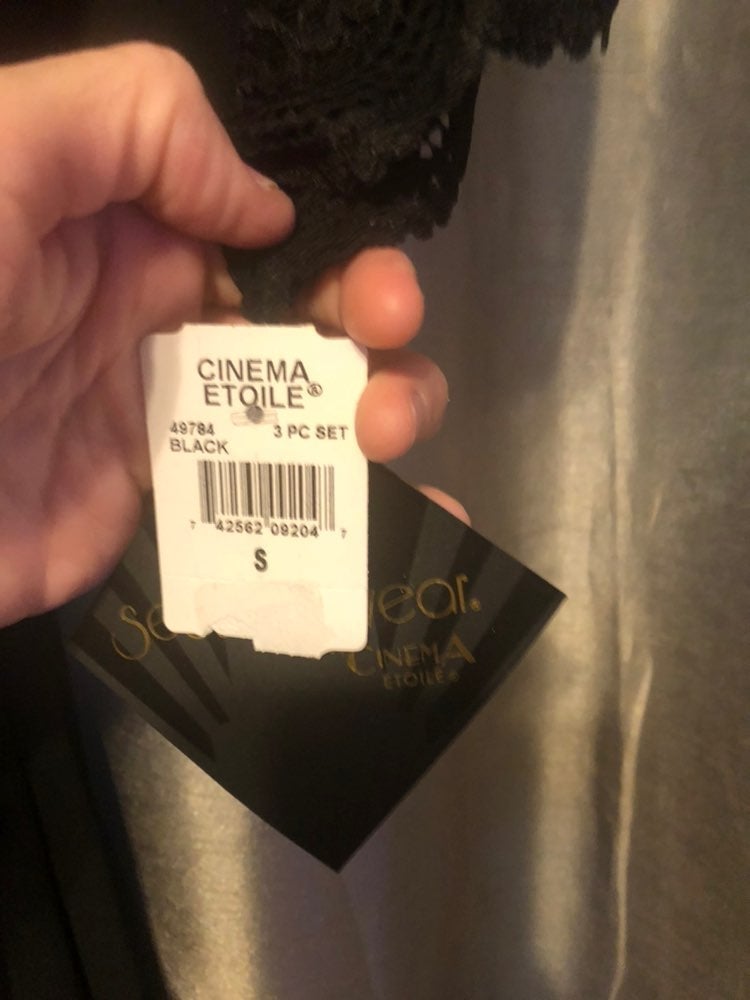 CINEMA
ETOILE®
49784 3 PC SET
BLACK
7 42562 09204 7
S
CINEMA
ETOILE®